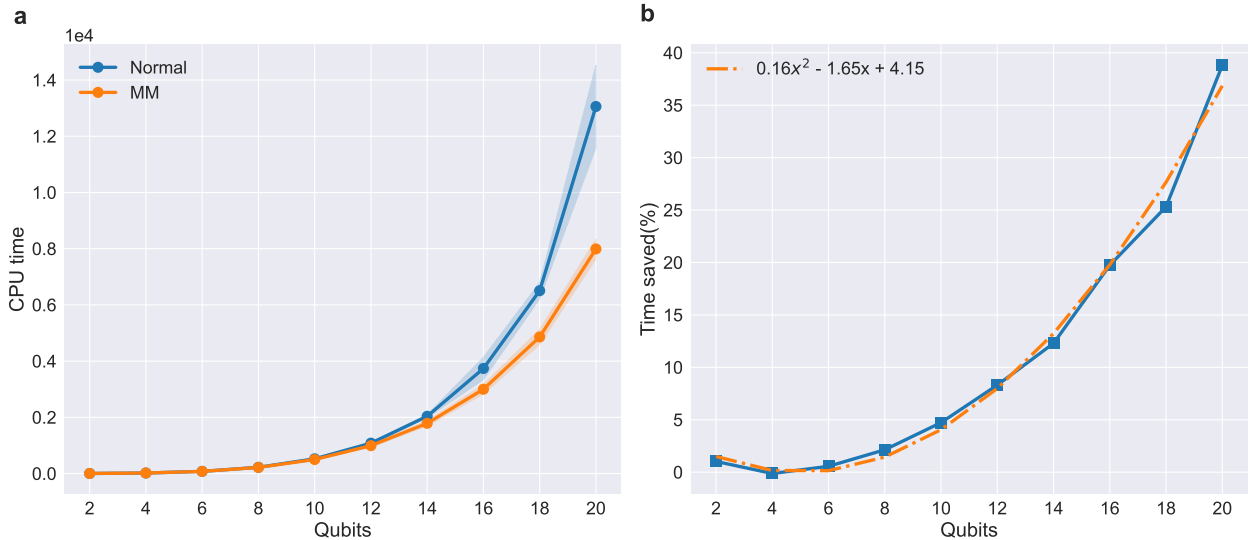 a
1e4
Normal
MM
1.4
1.2
1.0
0.8
0.6
0.4
0.2
0.0
CPU time
2 4 6 8 10 12 14 16 18 20
Qubits
b
0.16x² - 1.65x + 4.15
40
35
30
25
20
15
10
5
0
Time saved(%)
2 4 6 8 10 12 14 16 18 20
Qubits